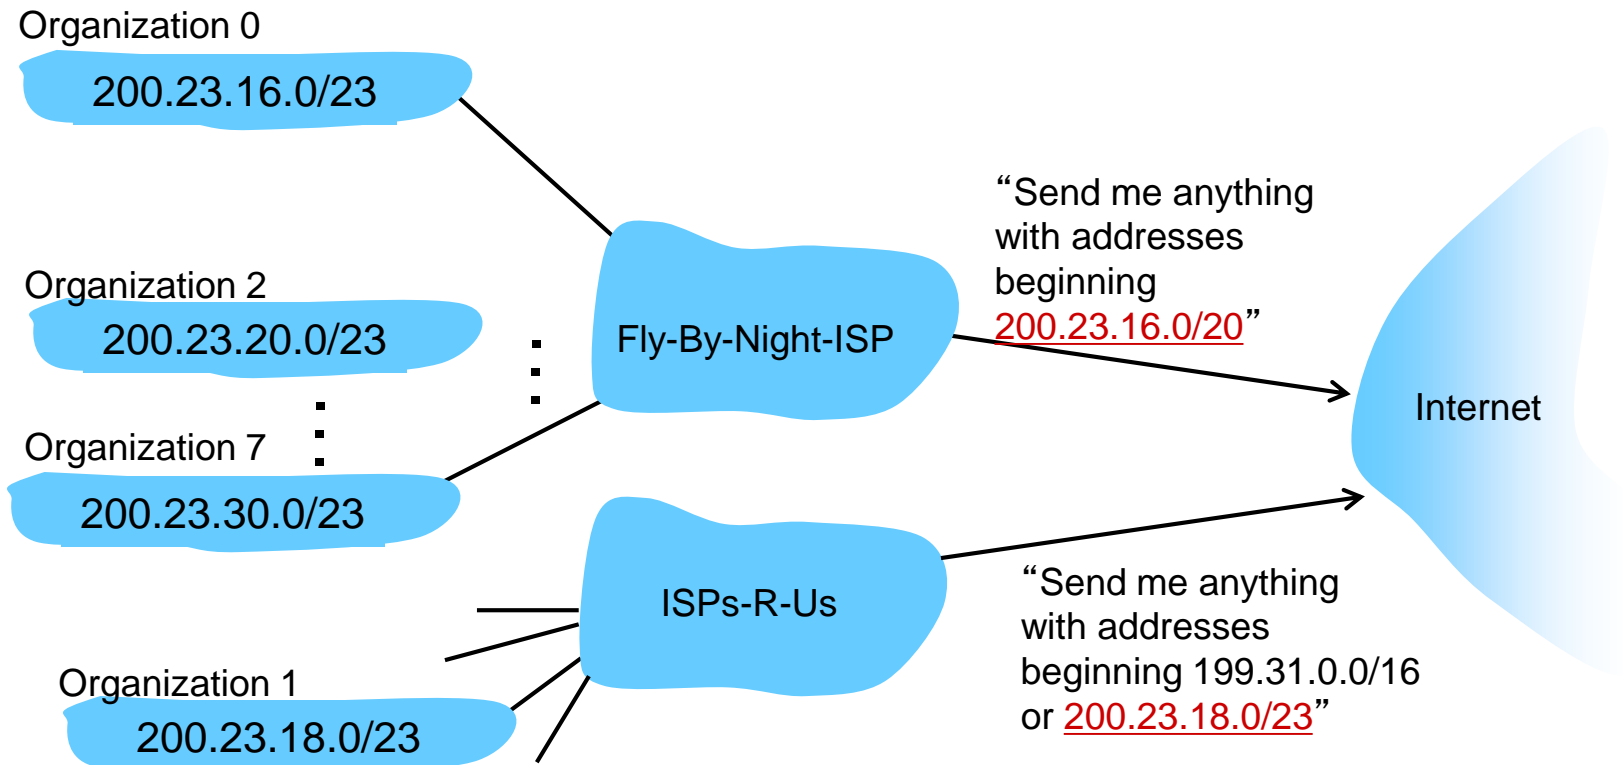 Organization 0
200.23.16.0/23
Organization 2
200.23.20.0/23
Organization 7
200.23.30.0/23
Organization 1
200.23.18.0/23
Fly-By-Night-ISP
ISPs-R-Us
“Send me anything
with addresses
beginning
200.23.16.0/20”
“Send me anything
with addresses
beginning 199.31.0.0/16
or 200.23.18.0/23”
Internet